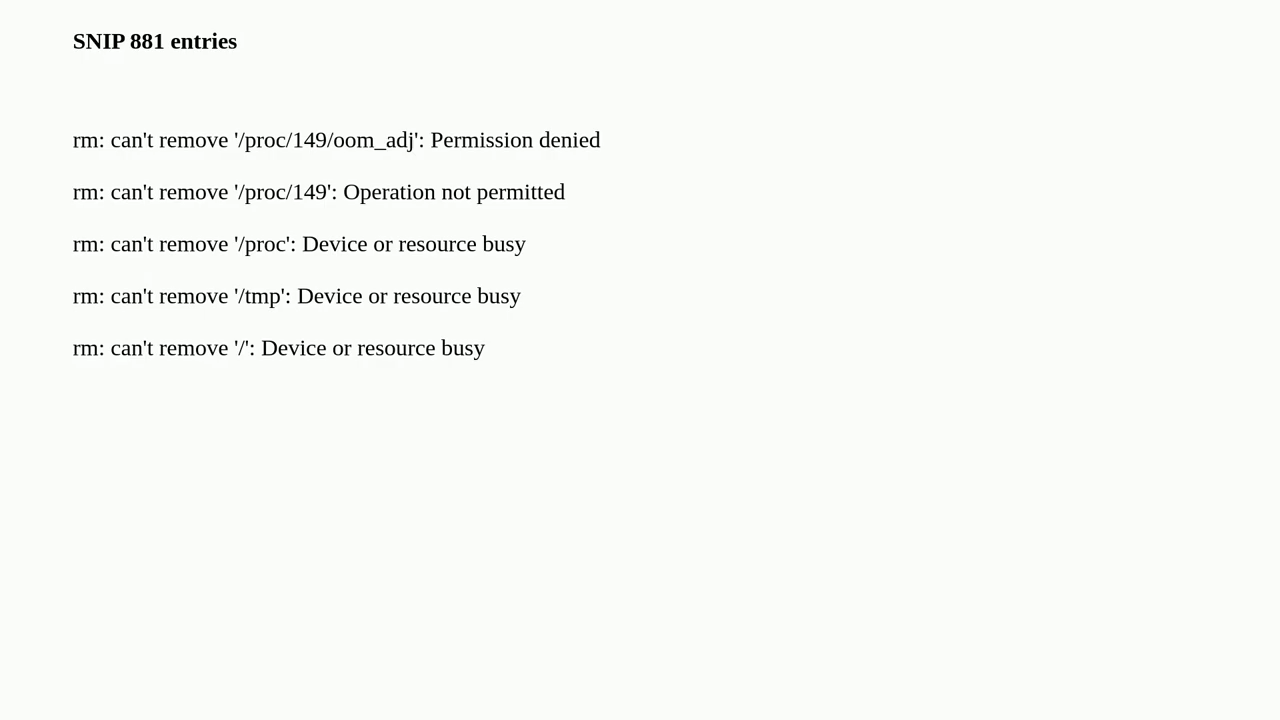 SNIP 881 entries
rm: can't remove '/proc/149/oom_adj': Permission denied
rm: can't remove '/proc/149': Operation not permitted
rm: can't remove '/proc': Device or resource busy
rm: can't remove '/tmp': Device or resource busy
rm: can't remove '/': Device or resource busy